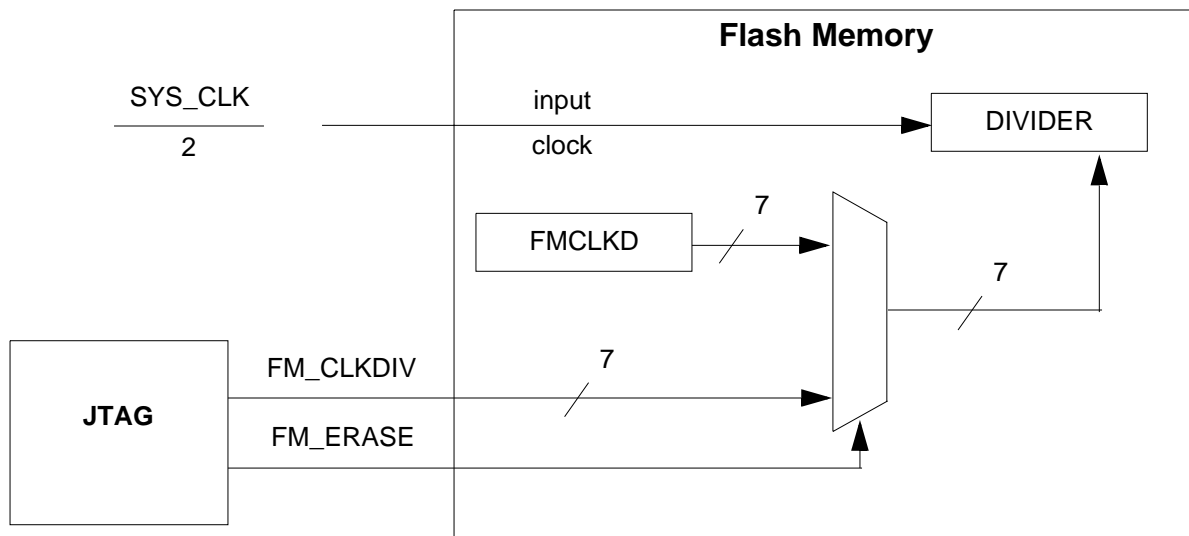 Flash Memory
SYS_CLK
2
input
clock
DIVIDER
7
FMCLKD
7
FM_CLKDIV
7
JTAG
FM_ERASE